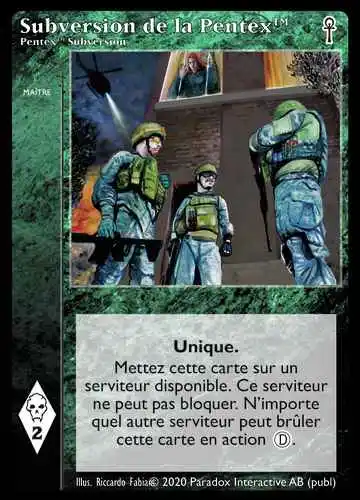 Subversion de la Pentex™
Pentex™ Subversion
MAÎTRE
Unique.
Mettez cette carte sur un
serviteur disponible. Ce serviteur
ne peut pas bloquer. N'importe
quel autre serviteur peut brûler
cette carte en action Ⓓ.
2
Illus. Riccardo Fabiani © 2020 Paradox Interactive AB (publ)